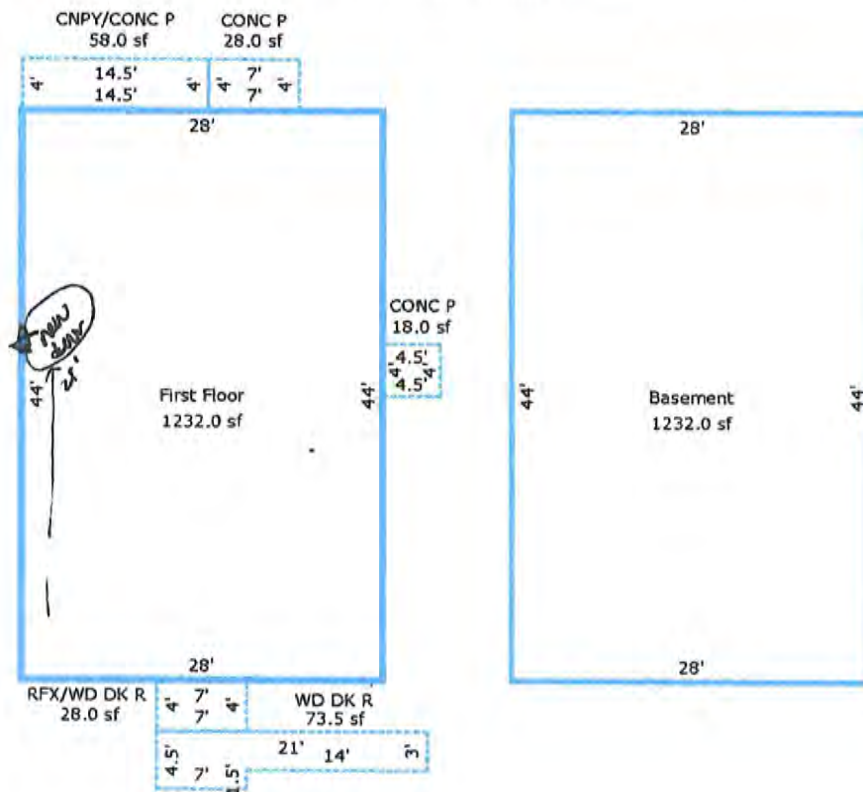 CNPY/CONC P
58.0 sf
CONC P
28.0 sf
4'
14.5'
14.5'
4'
4'
7'
7'
4'
28'
28'
new
door
CONC P
18.0 sf
4.5'
4'
4'
4.5'
44'
First Floor
1232.0 sf
44'
44'
Basement
1232.0 sf
44'
28'
28'
RFX/WD DK R
28.0 sf
4'
7'
7'
4'
WD DK R
73.5 sf
4.5'
21'
14'
3'
7'
1.5'